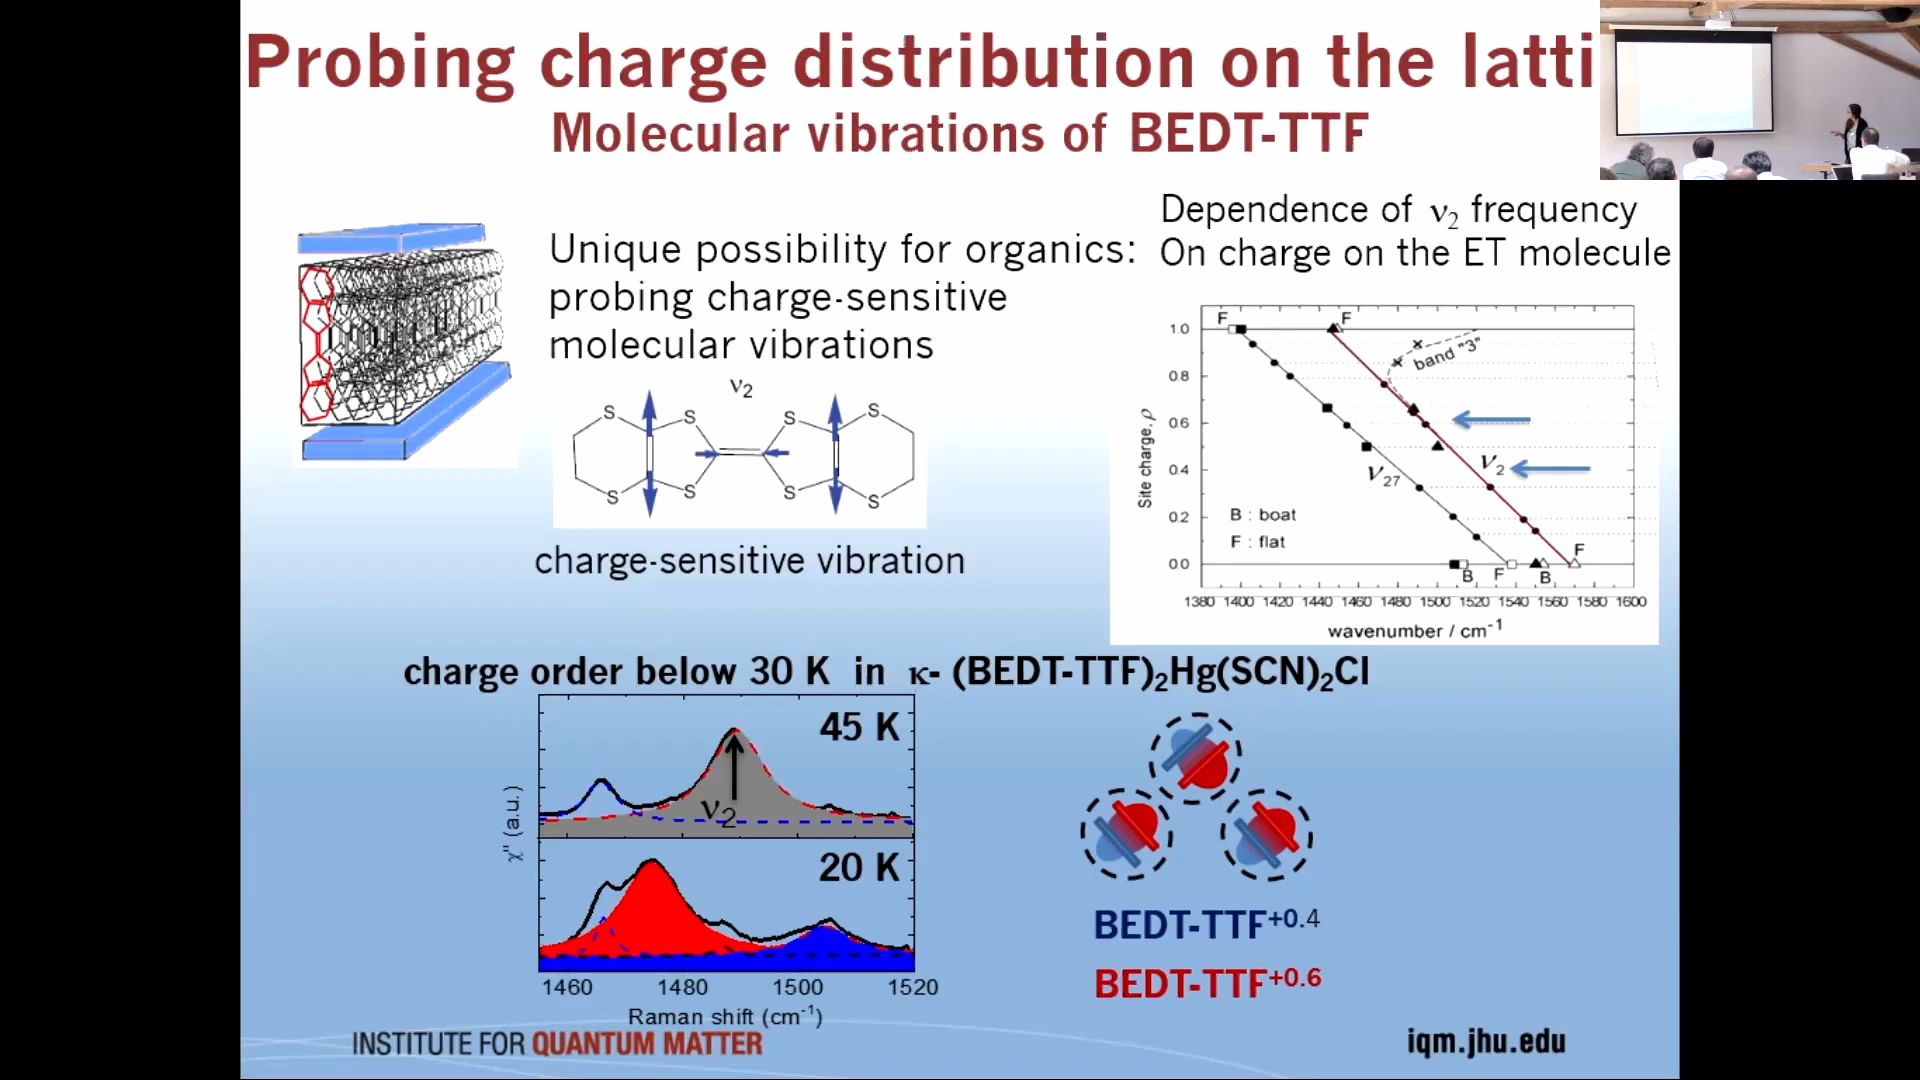 Probing charge distribution on the latti
Molecular vibrations of BEDT-TTF
Unique possibility for organics:
probing charge-sensitive
molecular vibrations
ν2
S S S S
S S S S
charge-sensitive vibration
Dependence of ν2 frequency
On charge on the ET molecule
F F
1.0
0.8
0.6
0.4
0.2
0.0
Site charge, ρ
band "3"
ν2
ν27
B : boat
F : flat
B F B F
1380 1400 1420 1440 1460 1480 1500 1520 1540 1560 1580 1600
wavenumber / cm-1
charge order below 30 K in κ- (BEDT-TTF)2Hg(SCN)2Cl
45 K
ν2
20 K
χ'' (a.u.)
1460 1480 1500 1520
Raman shift (cm-1)
BEDT-TTF+0.4
BEDT-TTF+0.6
INSTITUTE FOR QUANTUM MATTER
iqm.jhu.edu